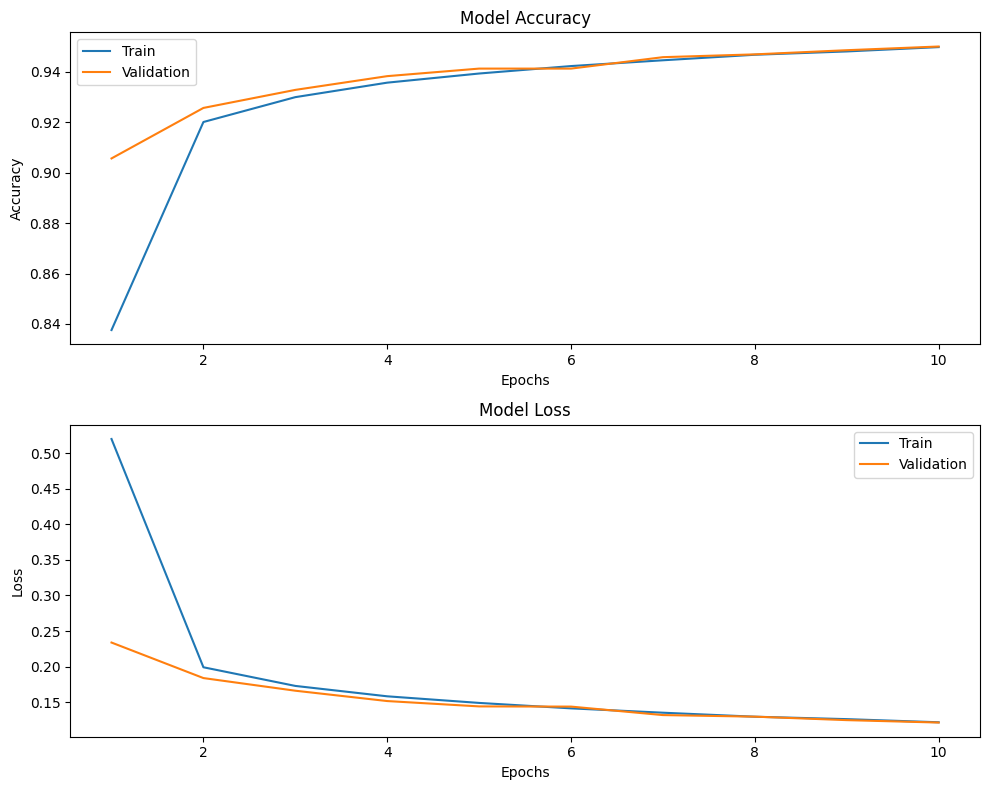 Model Accuracy
Train
Validation
0.94
0.92
0.90
0.88
0.86
0.84
Accuracy
2 4 6 8 10
Epochs
Model Loss
Train
Validation
0.50
0.45
0.40
0.35
0.30
0.25
0.20
0.15
Loss
2 4 6 8 10
Epochs